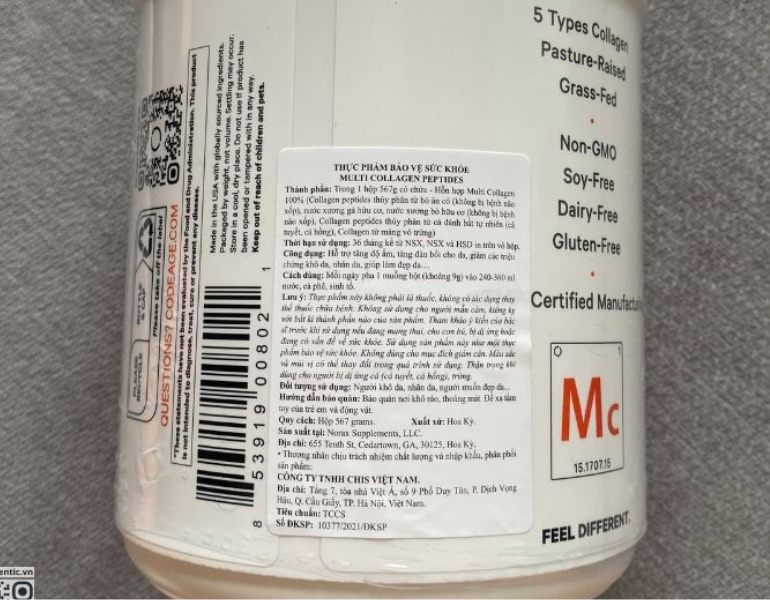 5 Types Collagen
Pasture-Raised
Grass-Fed
•
Non-GMO
Soy-Free
Dairy-Free
Gluten-Free
•
Certified
Mc
15.1707.15
FEEL DIFFERENT.
THỰC PHẨM BẢO VỆ SỨC KHỎE
MULTI COLLAGEN PEPTIDES
Thành phần: Trong 1 hộp 567g có chứa - Hỗn hợp Multi Collagen
100% (Collagen peptides thủy phân từ bò ăn cỏ (không bị bệnh não
xốp), nước xương gà hữu cơ, nước xương bò hữu cơ (không bị bệnh
não xốp), Collagen peptides thủy phân từ cá đánh bắt tự nhiên (cá
tuyết, cá hồng), Collagen từ màng vỏ trứng)
Thời hạn sử dụng: 36 tháng kể từ NSX, NSX và HSD in trên vỏ hộp.
Công dụng: Hỗ trợ tăng độ ẩm, tăng đàn hồi cho da, giảm các triệu
chứng khô da, nhăn da, giúp làm đẹp da…
Cách dùng: Mỗi ngày pha 1 muỗng bột (khoảng 9g) vào 240-360 ml
nước, cà phê, sinh tố.
Lưu ý: Thực phẩm này không phải là thuốc, không có tác dụng thay
thế thuốc chữa bệnh. Không sử dụng cho người mẫn cảm, kiêng kỵ
với bất kì thành phần nào của sản phẩm. Tham khảo ý kiến của bác
sĩ trước khi sử dụng nếu đang mang thai, cho con bú, bị dị ứng hoặc
đang có vấn đề về sức khỏe. Sử dụng sản phẩm này như một thực
phẩm bảo vệ sức khỏe. Không dùng cho mục đích giảm cân. Màu sắc
và mùi vị có thể thay đổi trong quá trình sử dụng. Thận trọng khi
dùng cho người bị dị ứng cá (cá tuyết, cá hồng), trứng.
Đối tượng sử dụng: Người khô da, nhăn da, người muốn đẹp da…
Hướng dẫn bảo quản: Bảo quản nơi khô ráo, thoáng mát. Để xa tầm
tay của trẻ em và động vật.
Quy cách: Hộp 567 grams. Xuất xứ: Hoa Kỳ.
Sản xuất tại: Norax Supplements, LLC.
Địa chỉ: 655 Tenth St, Cedartown, GA, 30125, Hoa Kỳ.
* Thương nhân chịu trách nhiệm chất lượng và nhập khẩu, phân phối
sản phẩm:
CÔNG TY TNHH CHIS VIỆT NAM.
Địa chỉ: Tầng 7, tòa nhà Việt Á, số 9 Phố Duy Tân, P. Dịch Vọng
Hậu, Q. Cầu Giấy, TP. Hà Nội, Việt Nam.
Tiêu chuẩn: TCCS
Số ĐKSP: 10377/2021/ĐKSP
Made in the USA with globally sourced ingredients.
Packaged by weight, not volume. Settling may occur.
Store in a cool, dry place. Do not use if product has
been opened or tampered with in any way.
Keep out of reach of children and pets.
8 53919 00802 1
*These statements have not been evaluated by the Food and Drug Administration. This product
is not intended to diagnose, treat, cure or prevent any disease.
QUESTIONS? CODEAGE.COM
Please take off the label
PLEASE
RECYCLE
BOTTLE
& CAP
entic.vn